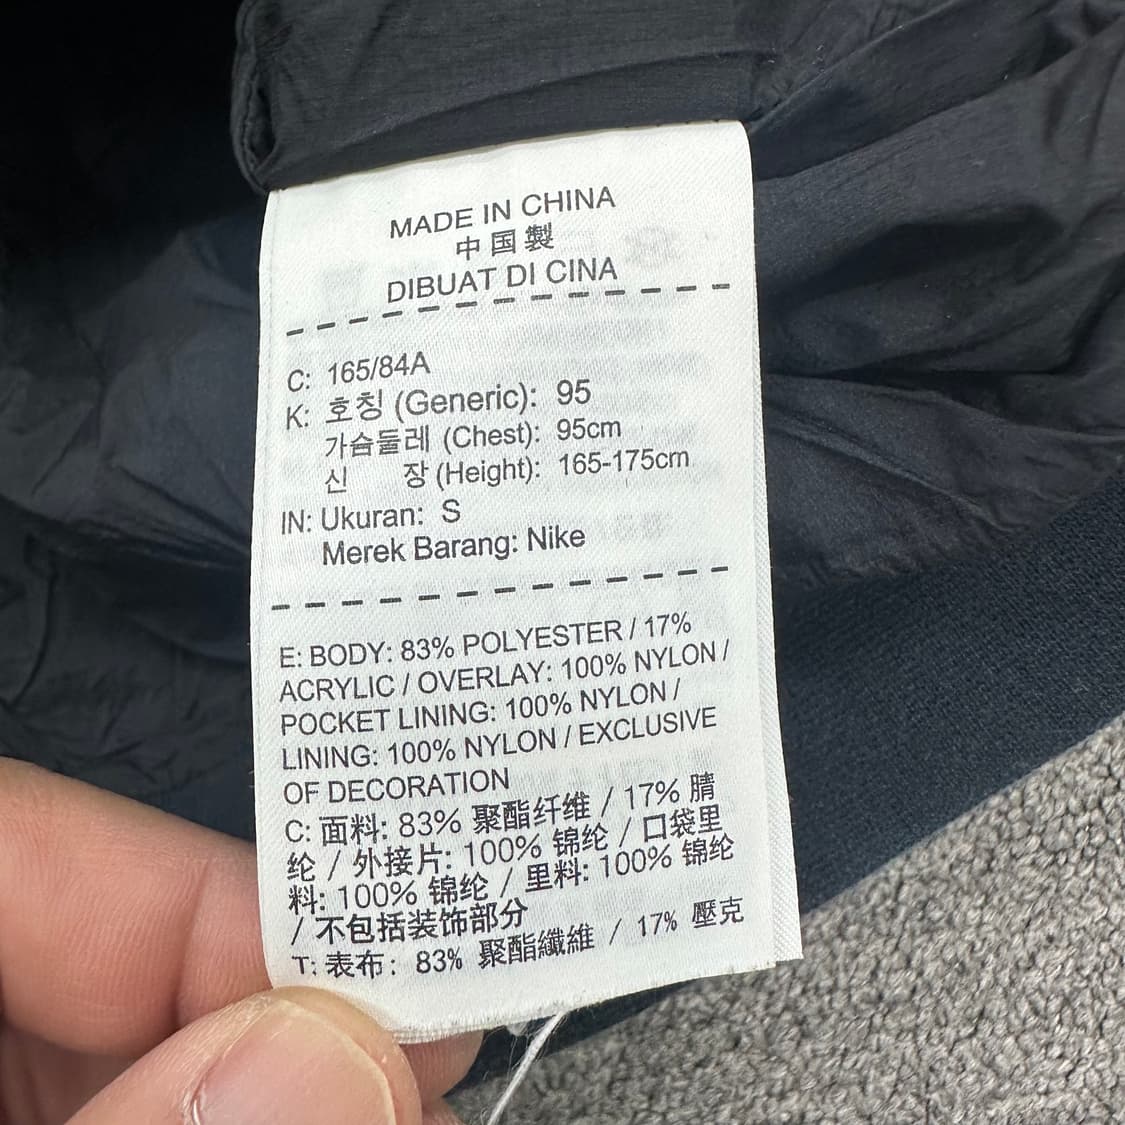 MADE IN CHINA
中国製
DIBUAT DI CINA
C: 165/84A
K: 호칭 (Generic): 95
가슴둘레 (Chest): 95cm
신 장 (Height): 165-175cm
IN: Ukuran: S
Merek Barang: Nike
E: BODY: 83% POLYESTER / 17%
ACRYLIC / OVERLAY: 100% NYLON /
POCKET LINING: 100% NYLON /
LINING: 100% NYLON / EXCLUSIVE
OF DECORATION
C: 面料: 83% 聚酯纤维 / 17% 腈
纶 / 外接片: 100% 锦纶 / 口袋里
料: 100% 锦纶 / 里料: 100% 锦纶
/ 不包括装饰部分
T: 表布: 83% 聚酯纖維 / 17% 壓克